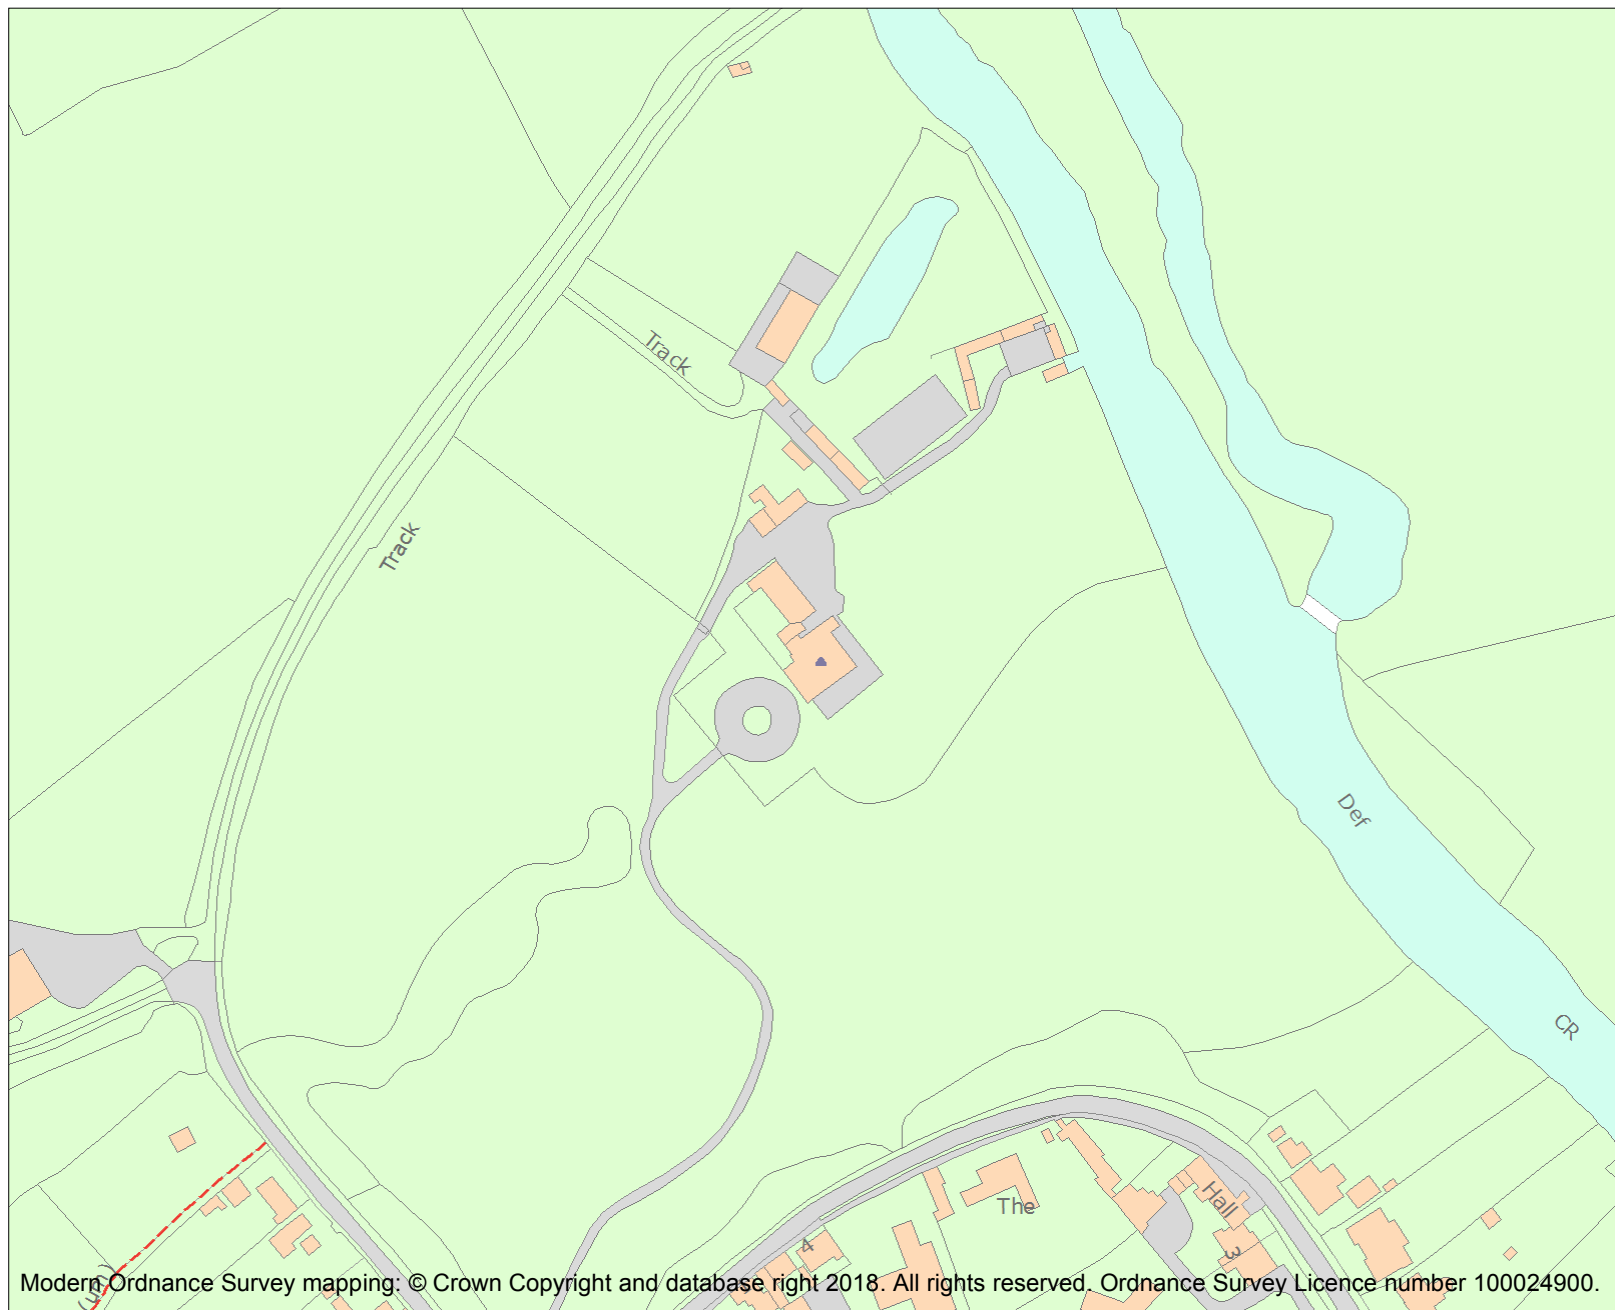 Track
Track
Def
CR
The
Hall
4
3
Modern Ordnance Survey mapping: © Crown Copyright and database right 2018. All rights reserved. Ordnance Survey Licence number 100024900.